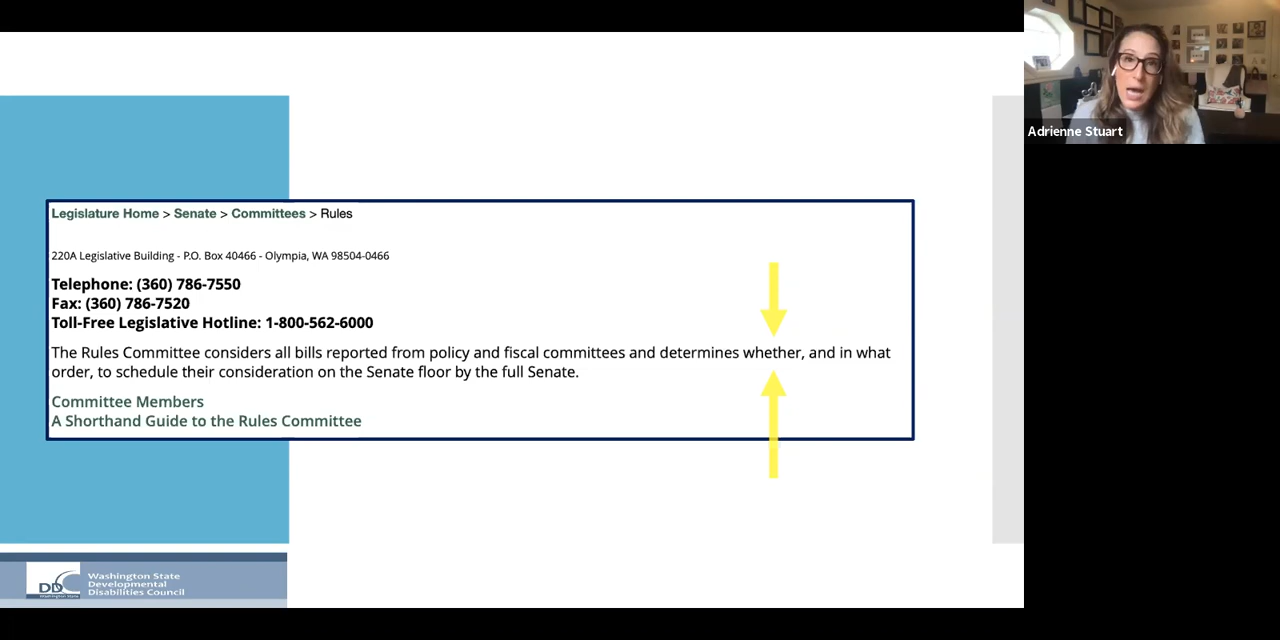 Adrienne Stuart
Legislature Home > Senate > Committees > Rules
220A Legislative Building - P.O. Box 40466 - Olympia, WA 98504-0466
Telephone: (360) 786-7550
Fax: (360) 786-7520
Toll-Free Legislative Hotline: 1-800-562-6000
The Rules Committee considers all bills reported from policy and fiscal committees and determines whether, and in what
order, to schedule their consideration on the Senate floor by the full Senate.
Committee Members
A Shorthand Guide to the Rules Committee
DDC
Washington State
Washington State
Developmental
Disabilities Council